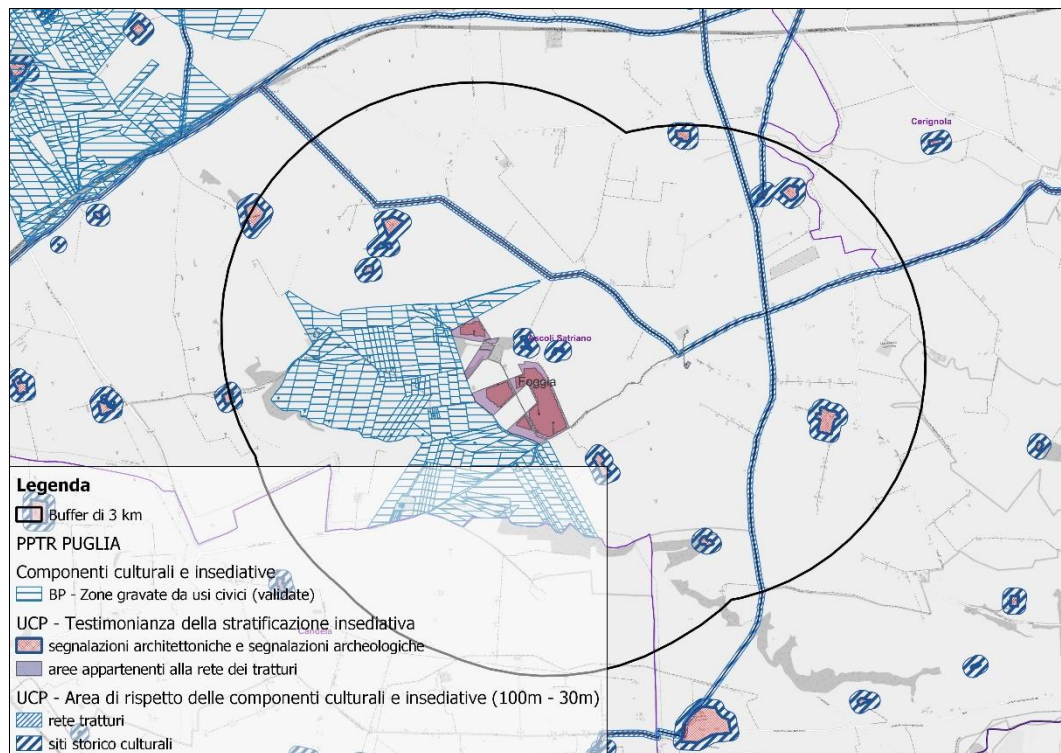 Cerignola
Ascoli Satriano
Foggia
Candela
Legenda
Buffer di 3 km
PPTR PUGLIA
Componenti culturali e insediative
BP - Zone gravate da usi civici (validate)
UCP - Testimonianza della stratificazione insediativa
segnalazioni architettoniche e segnalazioni archeologiche
aree appartenenti alla rete dei tratturi
UCP - Area di rispetto delle componenti culturali e insediative (100m - 30m)
rete tratturi
siti storico culturali